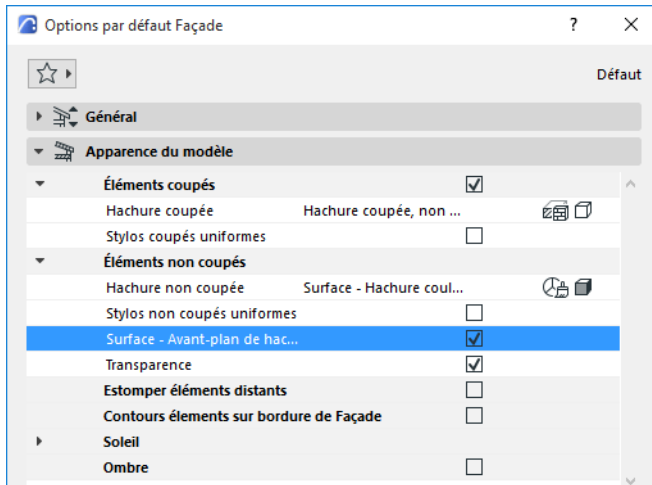 Options par défaut Façade ?
Défaut
Général
Apparence du modèle
Éléments coupés
Hachure coupée Hachure coupée, non ...
Stylos coupés uniformes
Éléments non coupés
Hachure non coupée Surface - Hachure coul...
Stylos non coupés uniformes
Surface - Avant-plan de hac...
Transparence
Estomper éléments distants
Contours élements sur bordure de Façade
Soleil
Ombre